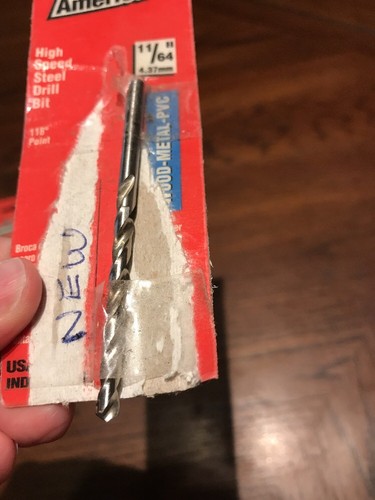 High
Speed
Steel
Drill
Bit
11/64"
4.37mm
118°
Point
WOOD-METAL-PVC
NEW